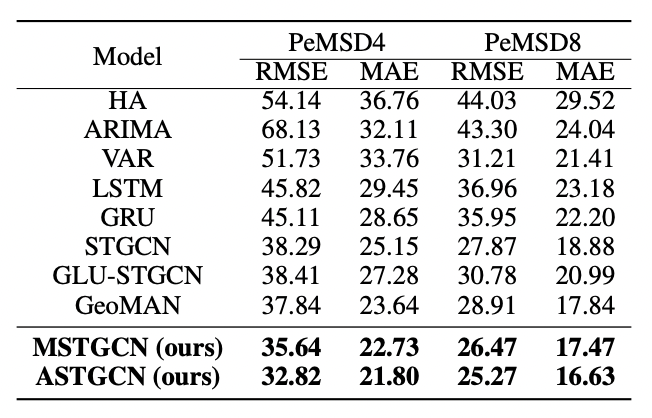 Model PeMSD4 PeMSD8
RMSE MAE RMSE MAE
HA 54.14 36.76 44.03 29.52
ARIMA 68.13 32.11 43.30 24.04
VAR 51.73 33.76 31.21 21.41
LSTM 45.82 29.45 36.96 23.18
GRU 45.11 28.65 35.95 22.20
STGCN 38.29 25.15 27.87 18.88
GLU-STGCN 38.41 27.28 30.78 20.99
GeoMAN 37.84 23.64 28.91 17.84
MSTGCN (ours) 35.64 22.73 26.47 17.47
ASTGCN (ours) 32.82 21.80 25.27 16.63